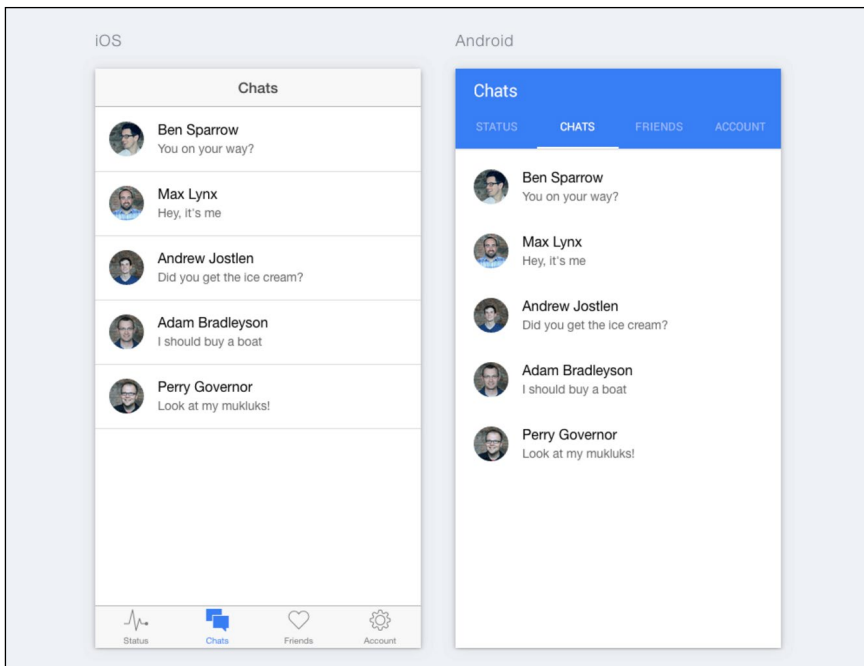 iOS
Chats
Ben Sparrow
You on your way?
Max Lynx
Hey, it's me
Andrew Jostlen
Did you get the ice cream?
Adam Bradleyson
I should buy a boat
Perry Governor
Look at my mukluks!
Status Chats Friends Account
Android
Chats
STATUS CHATS FRIENDS ACCOUNT
Ben Sparrow
You on your way?
Max Lynx
Hey, it's me
Andrew Jostlen
Did you get the ice cream?
Adam Bradleyson
I should buy a boat
Perry Governor
Look at my mukluks!